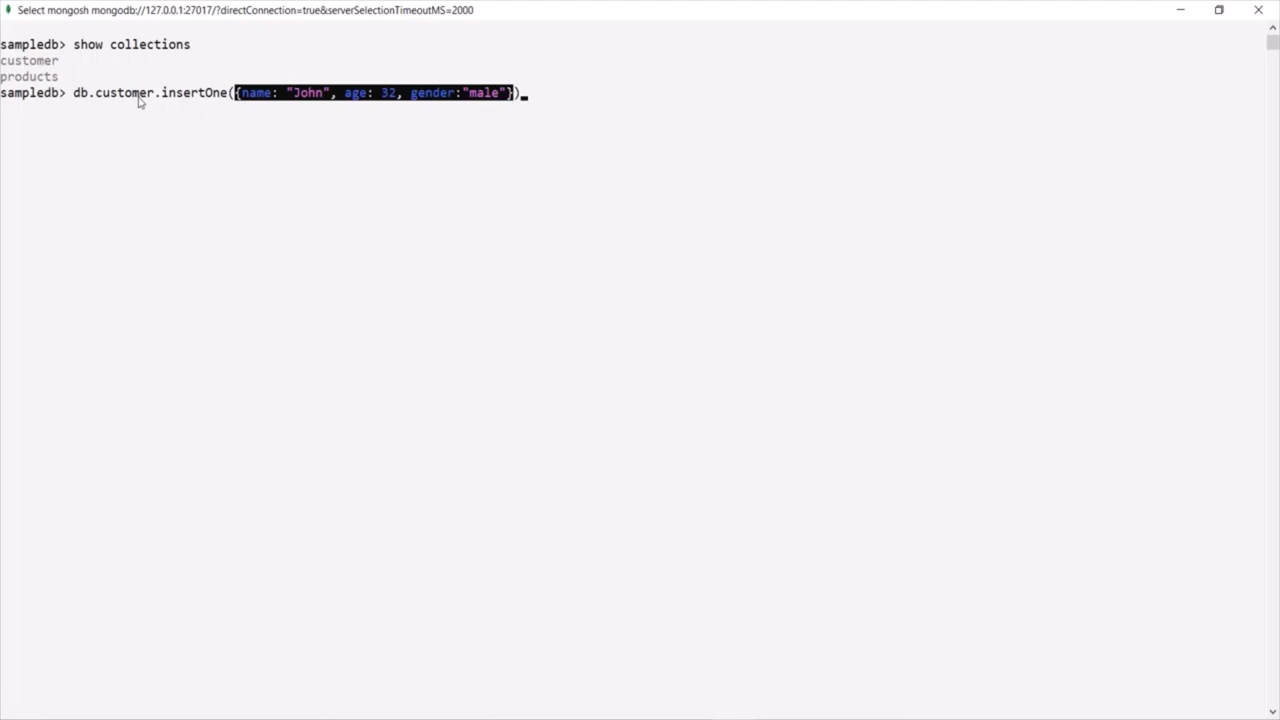 Select mongosh mongodb://127.0.0.1:27017/?directConnection=true&serverSelectionTimeoutMS=2000
sampledb> show collections
customer
products
sampledb> db.customer.insertOne({name: "John", age: 32, gender:"male"})